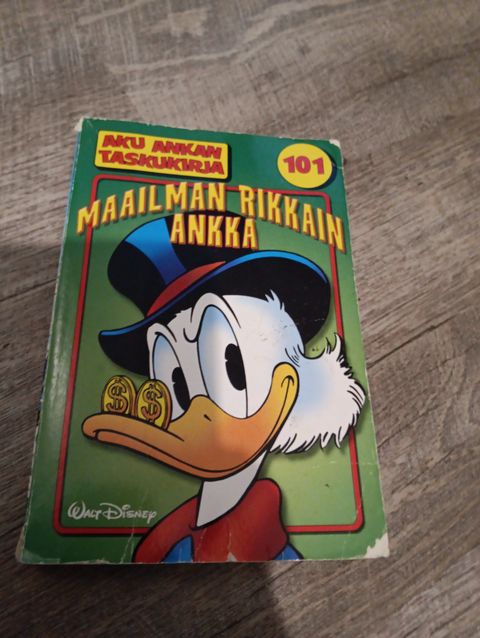 AKU ANKAN
TASKUKIRJA
101
MAAILMAN RIKKAIN
ANKKA
$ $
WALT DISNEY